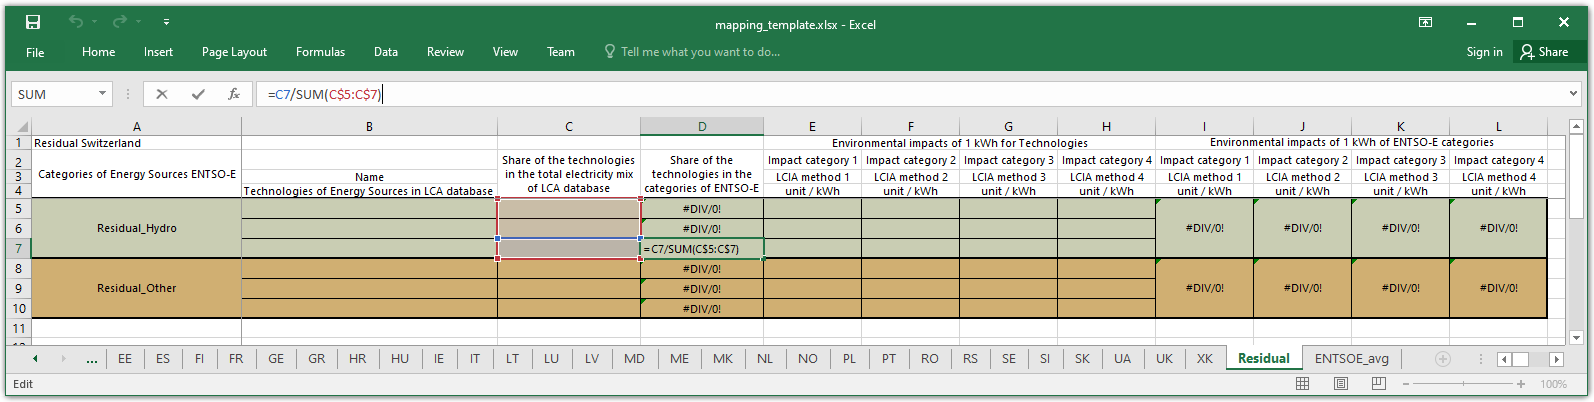 mapping_template.xlsx - Excel
File Home Insert Page Layout Formulas Data Review View Team Tell me what you want to do... Sign in Share
SUM fx =C7/SUM(C$5:C$7)
A B C D E F G H I J K L
1 Residual Switzerland Environmental impacts of 1 kWh for Technologies Environmental impacts of 1 kWh of ENTSO-E categories
2 Categories of Energy Sources ENTSO-E Share of the technologies in the total electricity mix of LCA database Share of the technologies in the categories of ENTSO-E Impact category 1 Impact category 2 Impact category 3 Impact category 4 Impact category 1 Impact category 2 Impact category 3 Impact category 4
3 Name LCIA method 1 LCIA method 2 LCIA method 3 LCIA method 4 LCIA method 1 LCIA method 2 LCIA method 3 LCIA method 4
4 Technologies of Energy Sources in LCA database unit / kWh unit / kWh unit / kWh unit / kWh unit / kWh unit / kWh unit / kWh unit / kWh
5 #DIV/0!
6 Residual_Hydro #DIV/0! #DIV/0! #DIV/0! #DIV/0! #DIV/0!
7 =C7/SUM(C$5:C$7)
8 #DIV/0!
9 Residual_Other #DIV/0! #DIV/0! #DIV/0! #DIV/0! #DIV/0!
10 #DIV/0!
11
... EE ES FI FR GE GR HR HU IE IT LT LU LV MD ME MK NL NO PL PT RO RS SE SI SK UA UK XK Residual ENTSOE_avg
Edit 100%